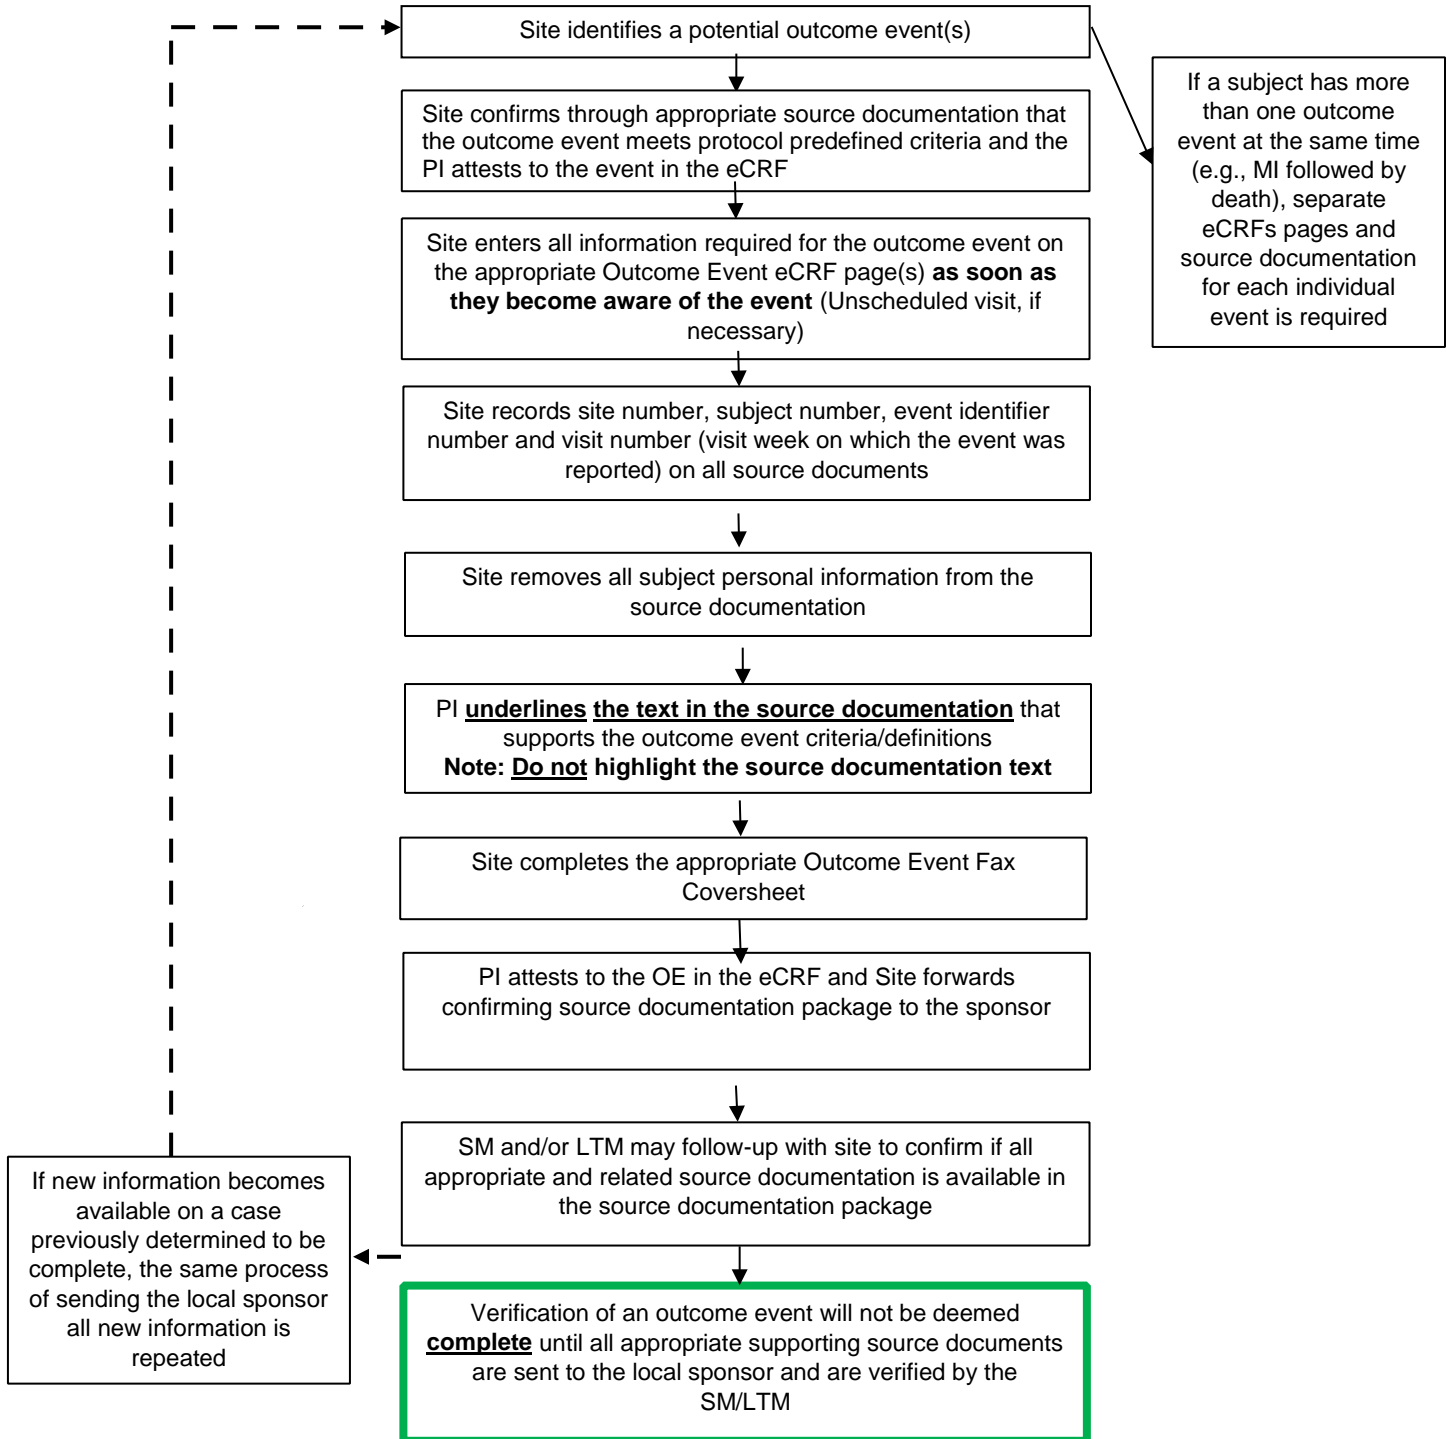 Site identifies a potential outcome event(s)
If a subject has more
than one outcome
event at the same time
(e.g., MI followed by
death), separate
eCRFs pages and
source documentation
for each individual
event is required
Site confirms through appropriate source documentation that
the outcome event meets protocol predefined criteria and the
PI attests to the event in the eCRF
Site enters all information required for the outcome event on
the appropriate Outcome Event eCRF page(s) as soon as
they become aware of the event (Unscheduled visit, if
necessary)
Site records site number, subject number, event identifier
number and visit number (visit week on which the event was
reported) on all source documents
Site removes all subject personal information from the
source documentation
PI underlines the text in the source documentation that
supports the outcome event criteria/definitions
Note: Do not highlight the source documentation text
Site completes the appropriate Outcome Event Fax
Coversheet
PI attests to the OE in the eCRF and Site forwards
confirming source documentation package to the sponsor
SM and/or LTM may follow-up with site to confirm if all
appropriate and related source documentation is available in
the source documentation package
If new information becomes
available on a case
previously determined to be
complete, the same process
of sending the local sponsor
all new information is
repeated
Verification of an outcome event will not be deemed
complete until all appropriate supporting source documents
are sent to the local sponsor and are verified by the
SM/LTM